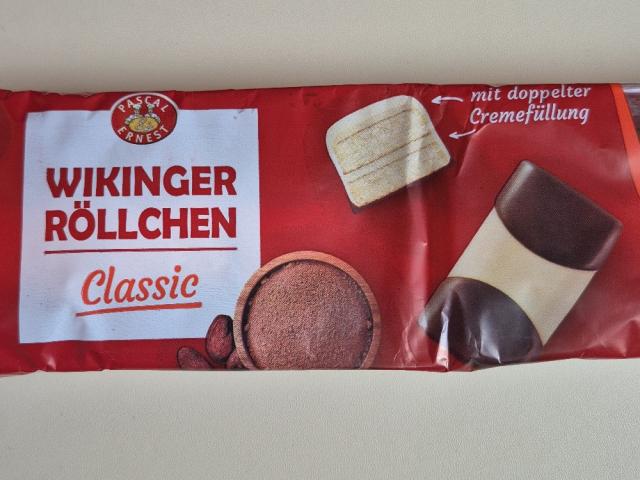 PASCAL
ERNEST
WIKINGER
RÖLLCHEN
Classic
mit doppelter
Cremefüllung